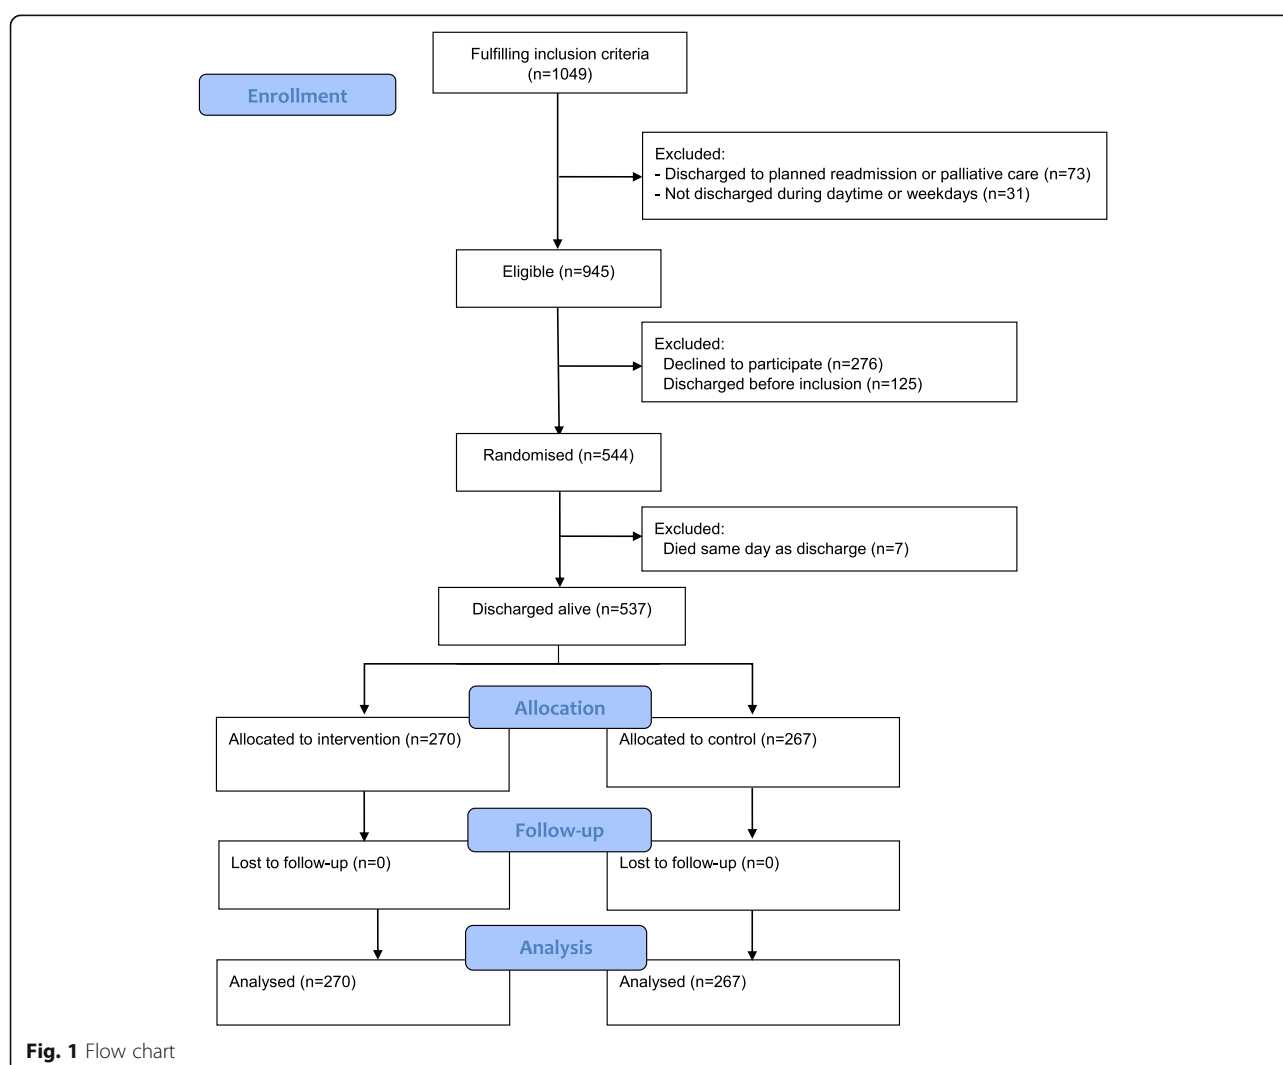 Fulfilling inclusion criteria
(n=1049)
Enrollment
Excluded:
- Discharged to planned readmission or palliative care (n=73)
- Not discharged during daytime or weekdays (n=31)
Eligible (n=945)
Excluded:
Declined to participate (n=276)
Discharged before inclusion (n=125)
Randomised (n=544)
Excluded:
Died same day as discharge (n=7)
Discharged alive (n=537)
Allocation
Allocated to intervention (n=270)
Allocated to control (n=267)
Follow-up
Lost to follow-up (n=0)
Lost to follow-up (n=0)
Analysis
Analysed (n=270)
Analysed (n=267)
Fig. 1 Flow chart